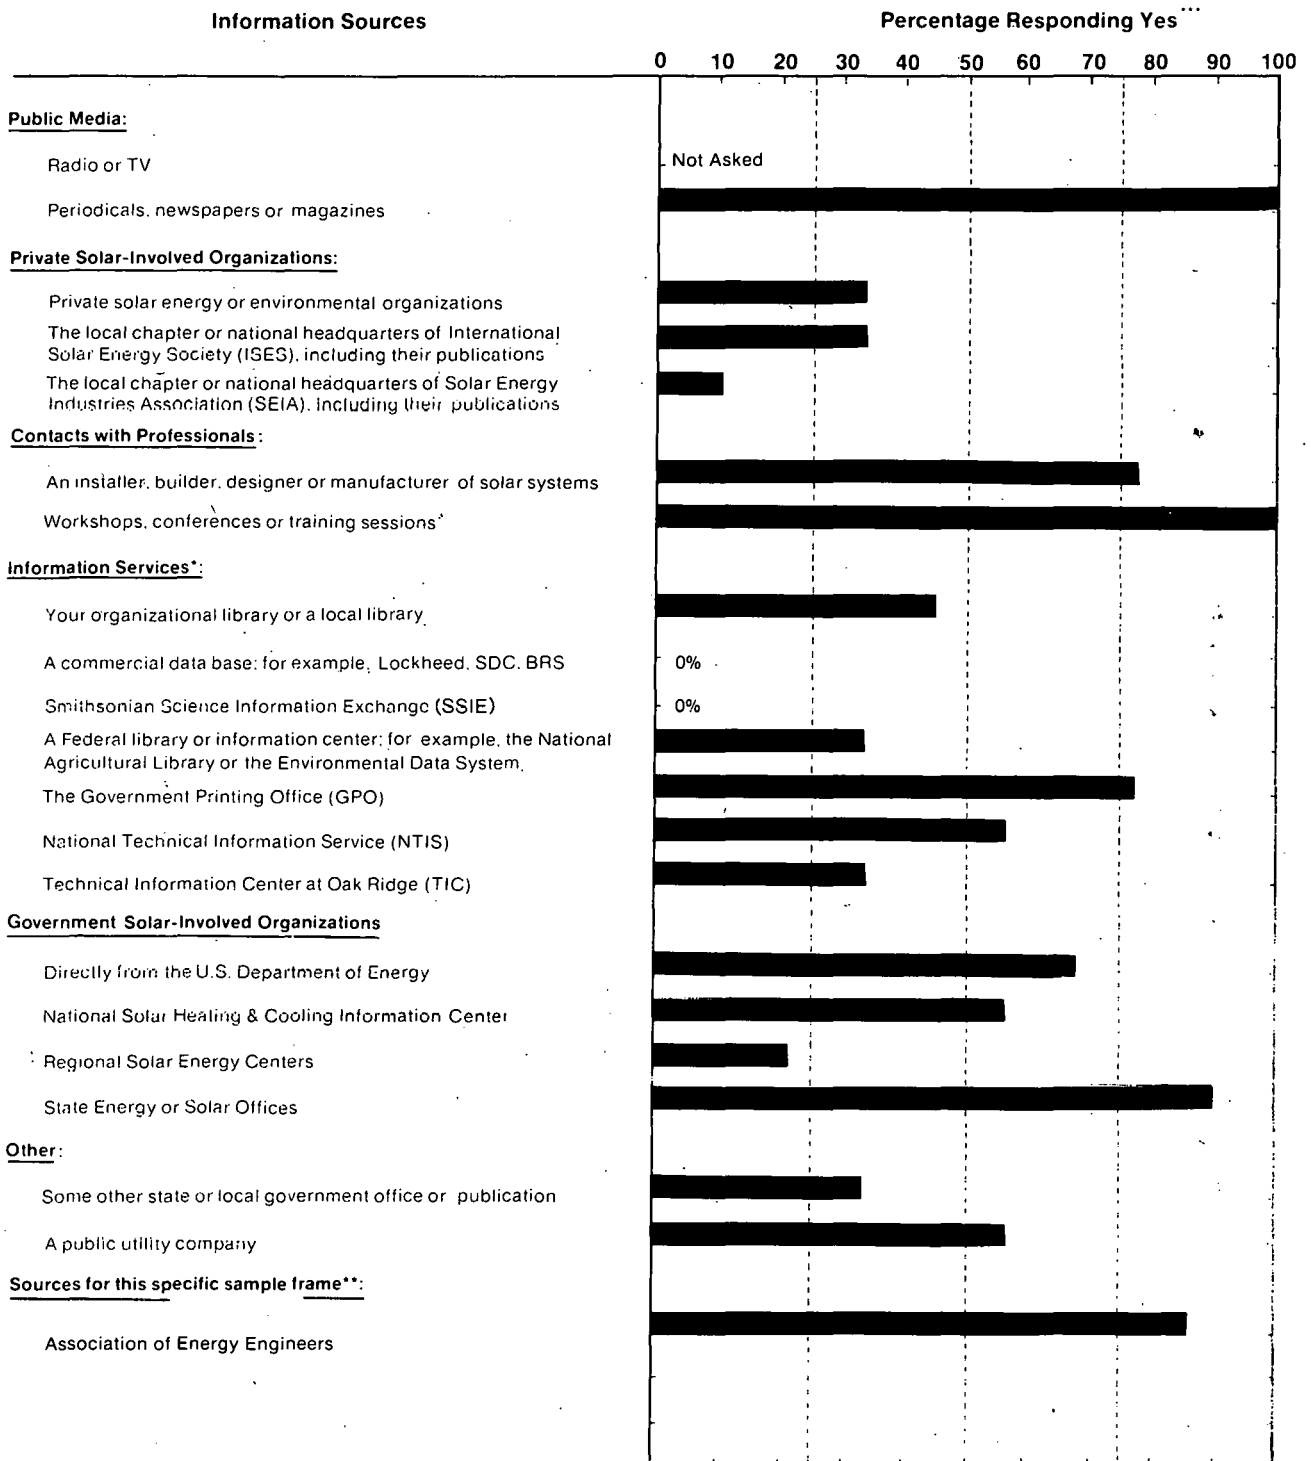 Information Sources
Percentage Responding Yes***
0 10 20 30 40 50 60 70 80 90 100
Public Media:
Radio or TV
Not Asked
Periodicals, newspapers or magazines
Private Solar-Involved Organizations:
Private solar energy or environmental organizations
The local chapter or national headquarters of International
Solar Energy Society (ISES), including their publications
The local chapter or national headquarters of Solar Energy
Industries Association (SEIA), including their publications
Contacts with Professionals:
An installer, builder, designer or manufacturer of solar systems
Workshops, conferences or training sessions*
Information Services*:
Your organizational library or a local library
A commercial data base; for example, Lockheed, SDC, BRS
0%
Smithsonian Science Information Exchange (SSIE)
0%
A Federal library or information center; for example, the National
Agricultural Library or the Environmental Data System
The Government Printing Office (GPO)
National Technical Information Service (NTIS)
Technical Information Center at Oak Ridge (TIC)
Government Solar-Involved Organizations
Directly from the U.S. Department of Energy
National Solar Heating & Cooling Information Center
Regional Solar Energy Centers
State Energy or Solar Offices
Other:
Some other state or local government office or publication
A public utility company
Sources for this specific sample frame**:
Association of Energy Engineers